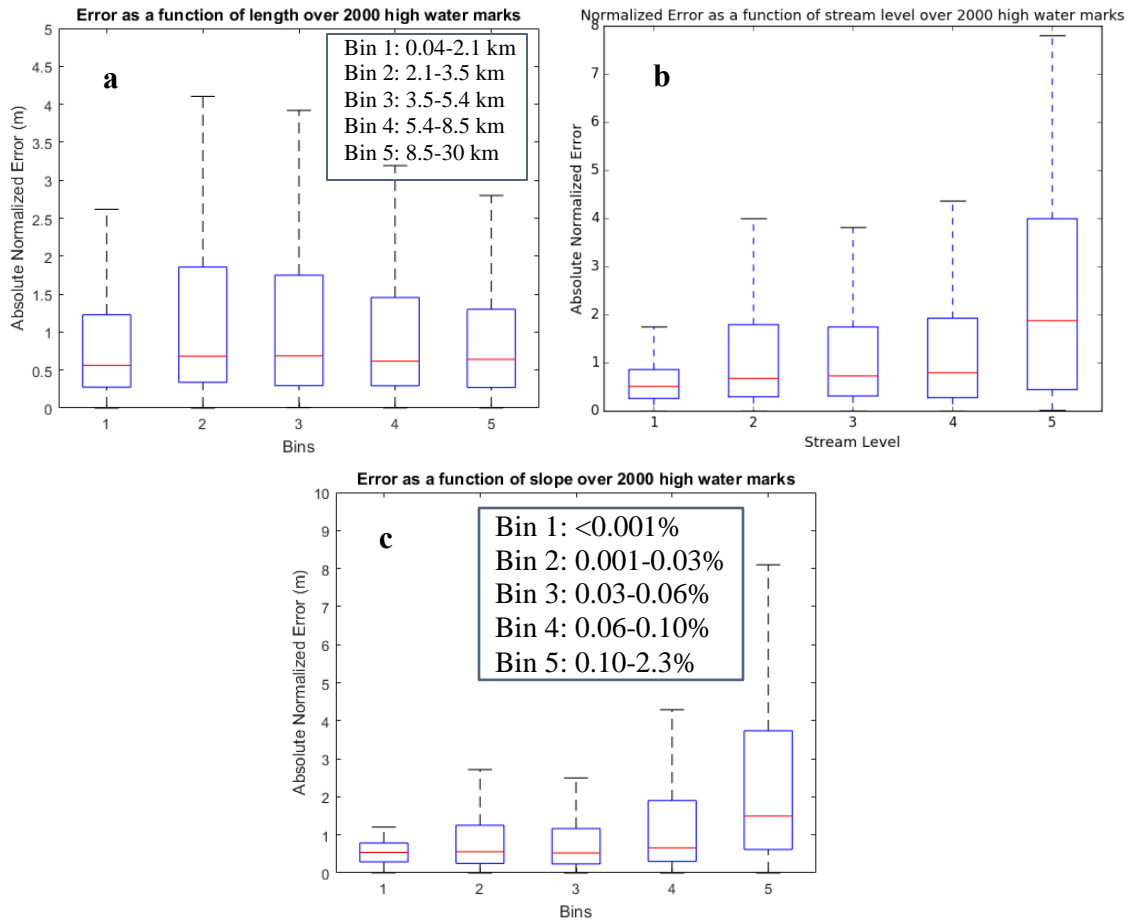 Error as a function of length over 2000 high water marks
a
Bin 1: 0.04-2.1 km
Bin 2: 2.1-3.5 km
Bin 3: 3.5-5.4 km
Bin 4: 5.4-8.5 km
Bin 5: 8.5-30 km
Absolute Normalized Error (m)
5
4.5
4
3.5
3
2.5
2
1.5
1
0.5
0
1 2 3 4 5
Bins
Normalized Error as a function of stream level over 2000 high water marks
b
Absolute Normalized Error
8
7
6
5
4
3
2
1
0
1 2 3 4 5
Stream Level
Error as a function of slope over 2000 high water marks
c
Bin 1: <0.001%
Bin 2: 0.001-0.03%
Bin 3: 0.03-0.06%
Bin 4: 0.06-0.10%
Bin 5: 0.10-2.3%
Absolute Normalized Error (m)
10
9
8
7
6
5
4
3
2
1
0
1 2 3 4 5
Bins